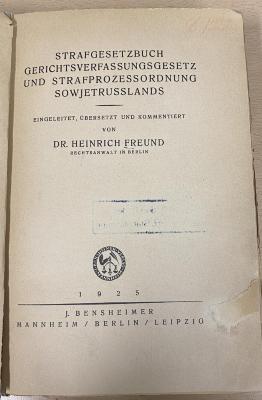 STRAFGESETZBUCH
GERICHTSVERFASSUNGSGESETZ
UND STRAFPROZESSORDNUNG
SOWJETRUSSLANDS
EINGELEITET, ÜBERSETZT UND KOMMENTIERT
VON
DR. HEINRICH FREUND
RECHTSANWALT IN BERLIN
1925
J. BENSHEIMER
MANNHEIM / BERLIN / LEIPZIG